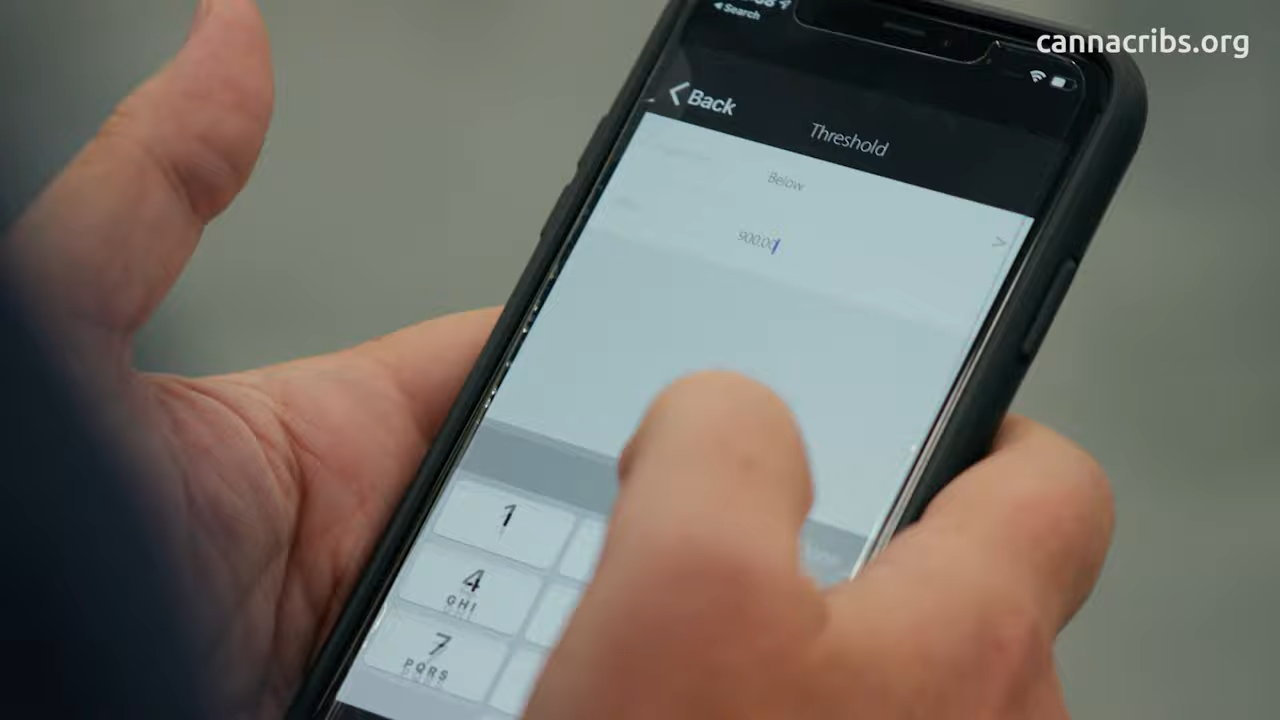 cannacribs.org
Search
Back
Threshold
Below
900.00
1
4
GHI
7
PQRS